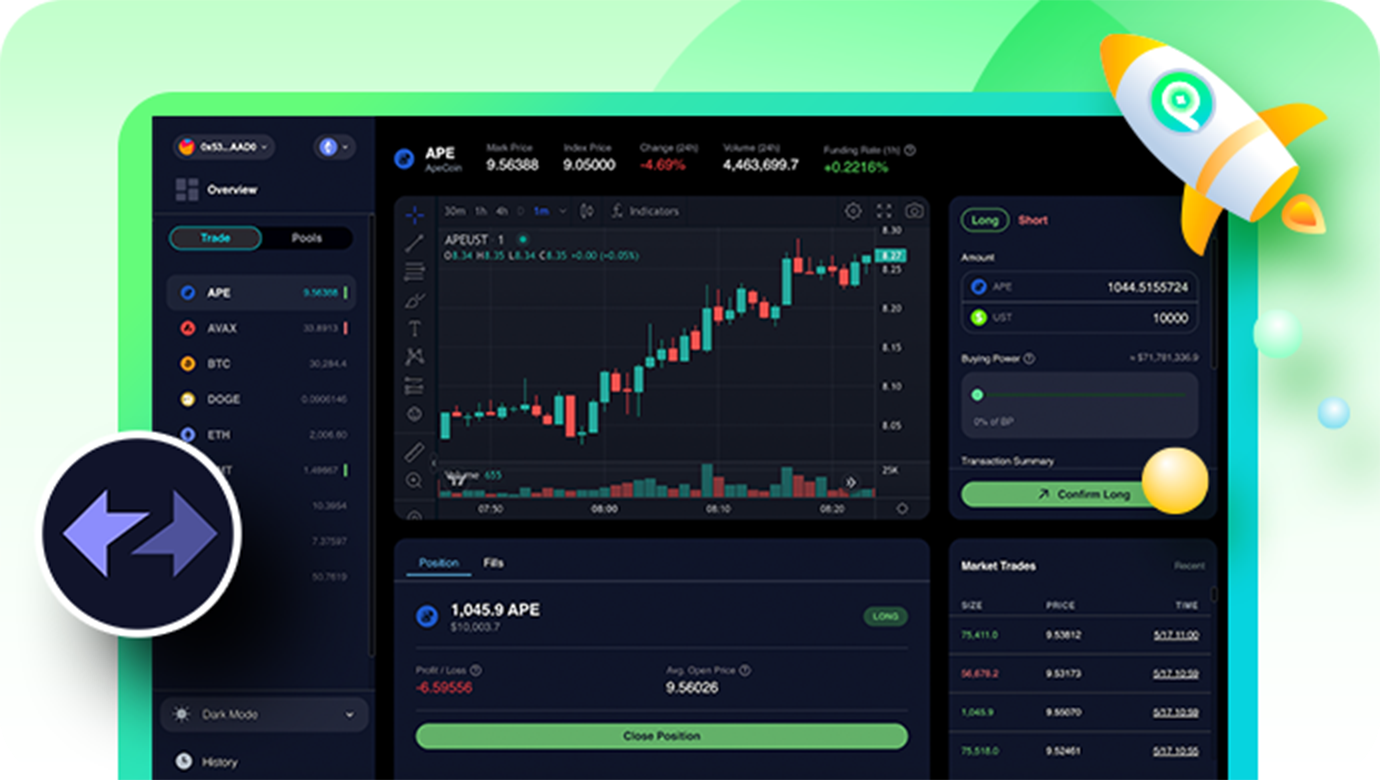 0x53...AAD0
Overview
Trade Pools
APE 9.56388
AVAX 33.8913
BTC 30,284.4
DOGE 0.0906146
ETH 2,006.60
1.49667
10.3954
7.37597
50.7619
Dark Mode
History
APE
ApeCoin
Mark Price
9.56388
Index Price
9.05000
Change (24h)
-4.69%
Volume (24h)
4,463,699.7
Funding Rate (1h)
+0.2216%
30m 1h 4h D 1m Indicators
APEUST 1
O8.34 H8.35 L8.34 C8.35 +0.00 (+0.05%)
8.30
8.27
8.25
8.20
8.15
8.10
8.05
Volume 655
25K
07:50 08:00 08:10 08:20
Long Short
Amount
APE 1044.5155724
UST 10000
Buying Power ≈ $71,781,336.9
0% of BP
Transaction Summary
Confirm Long
Position Fills
1,045.9 APE
$10,003.7
LONG
Profit / Loss
-6.59556
Avg. Open Price
9.56026
Close Position
Market Trades Recent
SIZE PRICE TIME
75,411.0 9.53812 5/17 11:00
56,678.2 9.53173 5/17 10:59
1,045.9 9.55070 5/17 10:59
75,518.0 9.52461 5/17 10:55